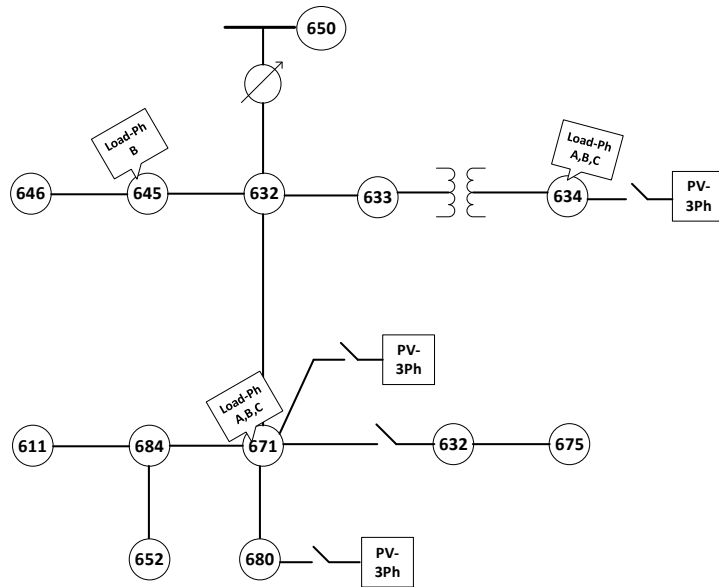 650
Load-Ph
B
Load-Ph
A,B,C
646
645
632
633
634
PV-
3Ph
PV-
3Ph
Load-Ph
A,B,C
611
684
671
632
675
652
680
PV-
3Ph